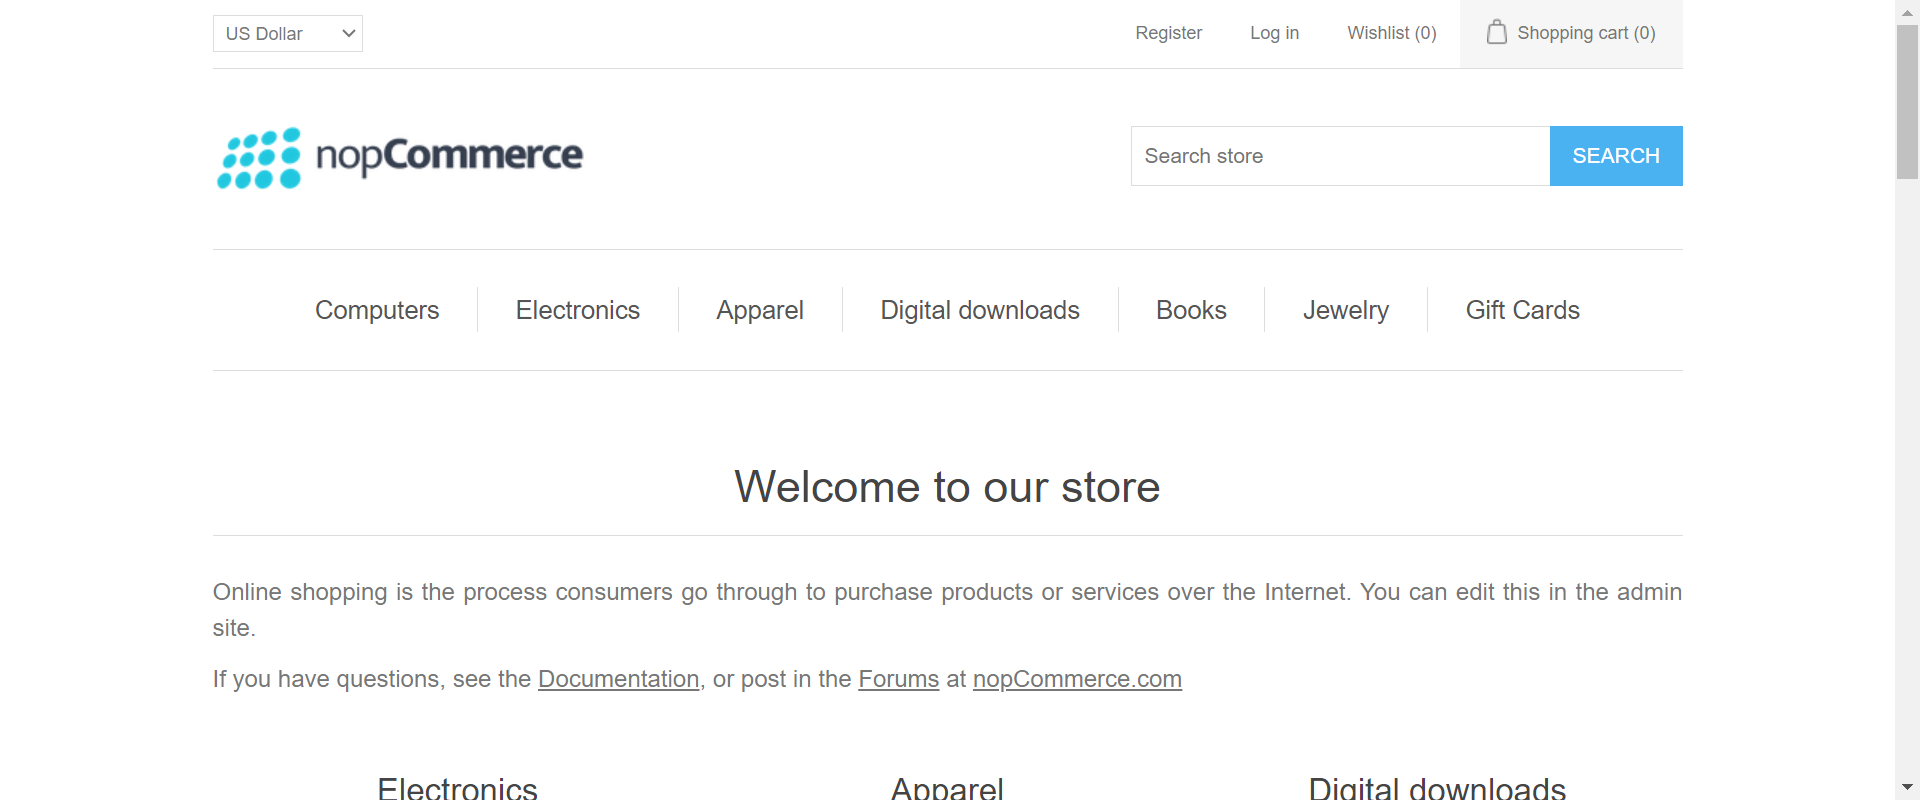 US Dollar
Register
Log in
Wishlist (0)
Shopping cart (0)
nopCommerce
Search store
SEARCH
Computers
Electronics
Apparel
Digital downloads
Books
Jewelry
Gift Cards
Welcome to our store
Online shopping is the process consumers go through to purchase products or services over the Internet. You can edit this in the admin
site.
If you have questions, see the Documentation, or post in the Forums at nopCommerce.com
Electronics
Apparel
Digital downloads